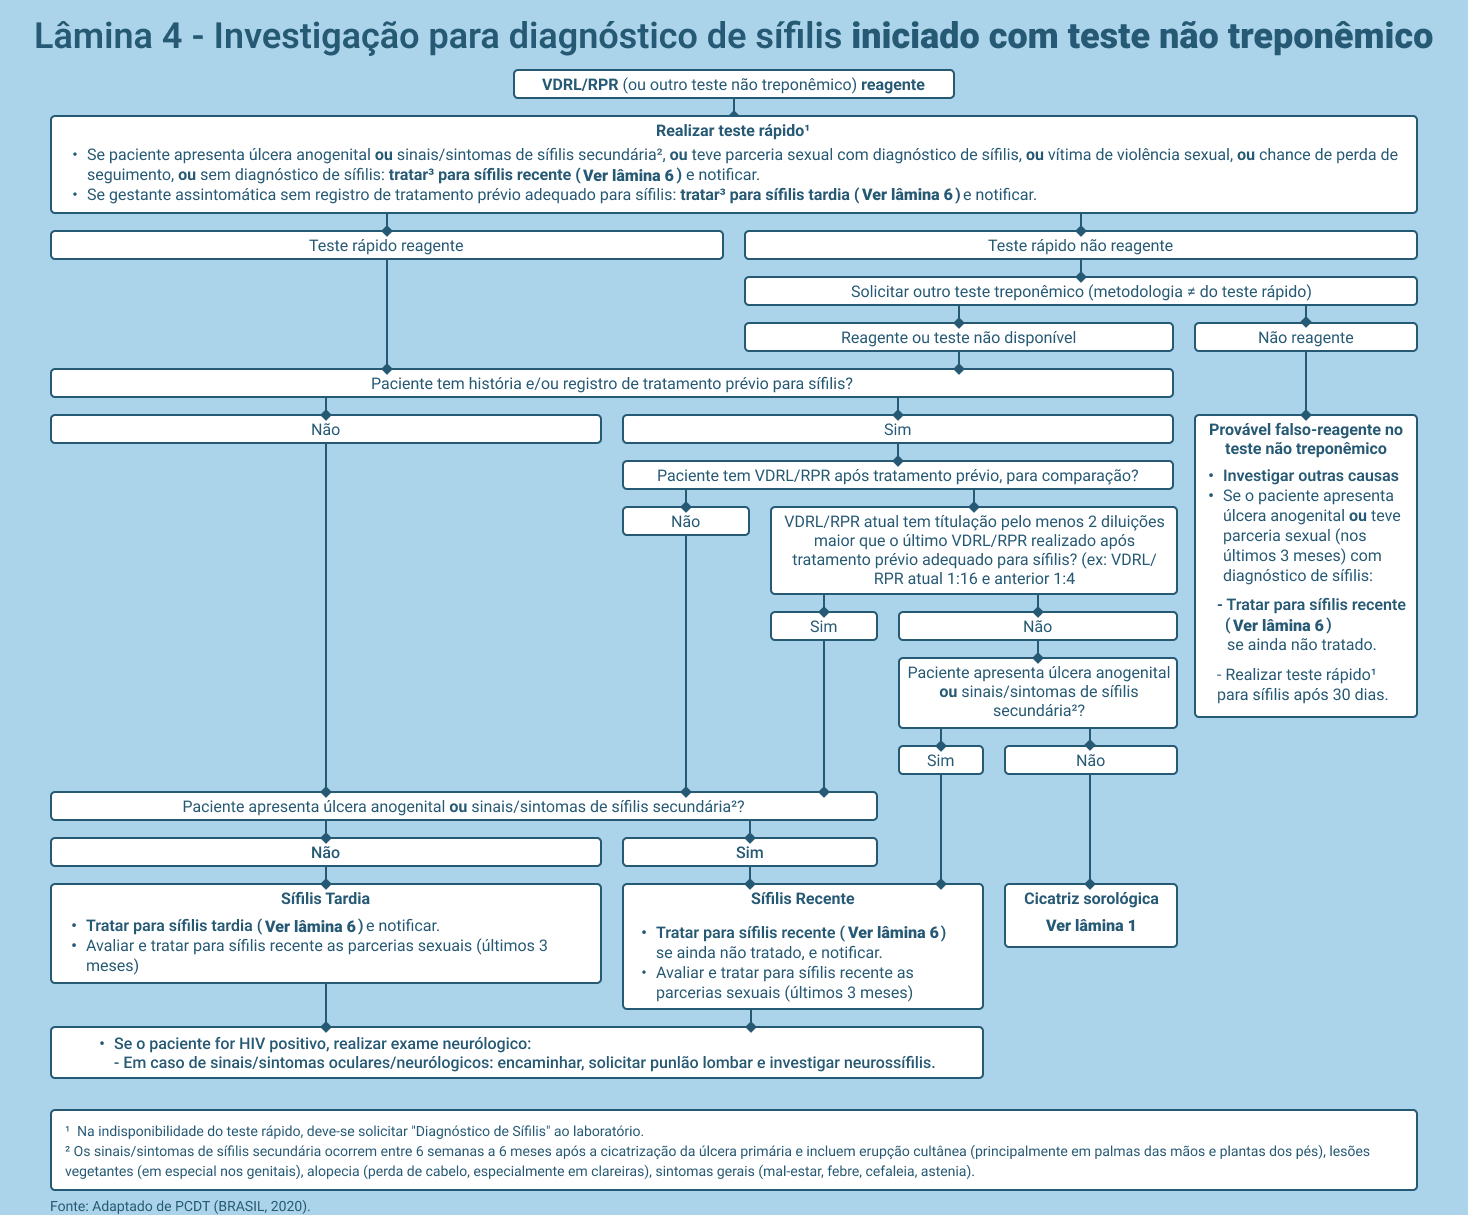 Lâmina 4 - Investigação para diagnóstico de sífilis iniciado com teste não treponêmico
VDRL/RPR (ou outro teste não treponêmico) reagente
Realizar teste rápido¹
• Se paciente apresenta úlcera anogenital ou sinais/sintomas de sífilis secundária², ou teve parceria sexual com diagnóstico de sífilis, ou vítima de violência sexual, ou chance de perda de
seguimento, ou sem diagnóstico de sífilis: tratar³ para sífilis recente ( Ver lâmina 6 ) e notificar.
• Se gestante assintomática sem registro de tratamento prévio adequado para sífilis: tratar³ para sífilis tardia ( Ver lâmina 6 ) e notificar.
Teste rápido reagente
Teste rápido não reagente
Solicitar outro teste treponêmico (metodologia ≠ do teste rápido)
Reagente ou teste não disponível
Não reagente
Paciente tem história e/ou registro de tratamento prévio para sífilis?
Não
Sim
Paciente tem VDRL/RPR após tratamento prévio, para comparação?
Não
VDRL/RPR atual tem títulação pelo menos 2 diluições
maior que o último VDRL/RPR realizado após
tratamento prévio adequado para sífilis? (ex: VDRL/
RPR atual 1:16 e anterior 1:4
Sim
Não
Paciente apresenta úlcera anogenital
ou sinais/sintomas de sífilis
secundária²?
Sim
Não
Provável falso-reagente no
teste não treponêmico
• Investigar outras causas
• Se o paciente apresenta
úlcera anogenital ou teve
parceria sexual (nos
últimos 3 meses) com
diagnóstico de sífilis:
- Tratar para sífilis recente
( Ver lâmina 6 )
se ainda não tratado.
- Realizar teste rápido¹
para sífilis após 30 dias.
Paciente apresenta úlcera anogenital ou sinais/sintomas de sífilis secundária²?
Não
Sim
Sífilis Tardia
• Tratar para sífilis tardia ( Ver lâmina 6 ) e notificar.
• Avaliar e tratar para sífilis recente as parcerias sexuais (últimos 3
meses)
Sífilis Recente
• Tratar para sífilis recente ( Ver lâmina 6 )
se ainda não tratado, e notificar.
• Avaliar e tratar para sífilis recente as
parcerias sexuais (últimos 3 meses)
Cicatriz sorológica
Ver lâmina 1
• Se o paciente for HIV positivo, realizar exame neurólogico:
- Em caso de sinais/sintomas oculares/neurólogicos: encaminhar, solicitar punlão lombar e investigar neurossífilis.
¹ Na indisponibilidade do teste rápido, deve-se solicitar "Diagnóstico de Sífilis" ao laboratório.
² Os sinais/sintomas de sífilis secundária ocorrem entre 6 semanas a 6 meses após a cicatrização da úlcera primária e incluem erupção cultânea (principalmente em palmas das mãos e plantas dos pés), lesões
vegetantes (em especial nos genitais), alopecia (perda de cabelo, especialmente em clareiras), sintomas gerais (mal-estar, febre, cefaleia, astenia).
Fonte: Adaptado de PCDT (BRASIL, 2020).